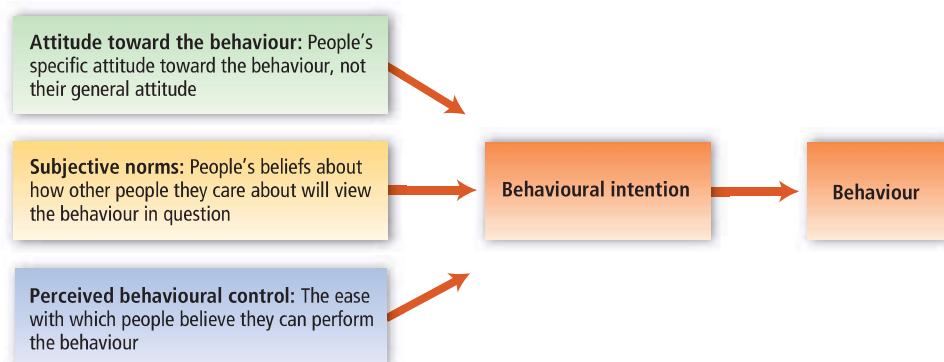 Attitude toward the behaviour: People's
specific attitude toward the behaviour, not
their general attitude
Subjective norms: People's beliefs about
how other people they care about will view
the behaviour in question
Behavioural intention
Behaviour
Perceived behavioural control: The ease
with which people believe they can perform
the behaviour